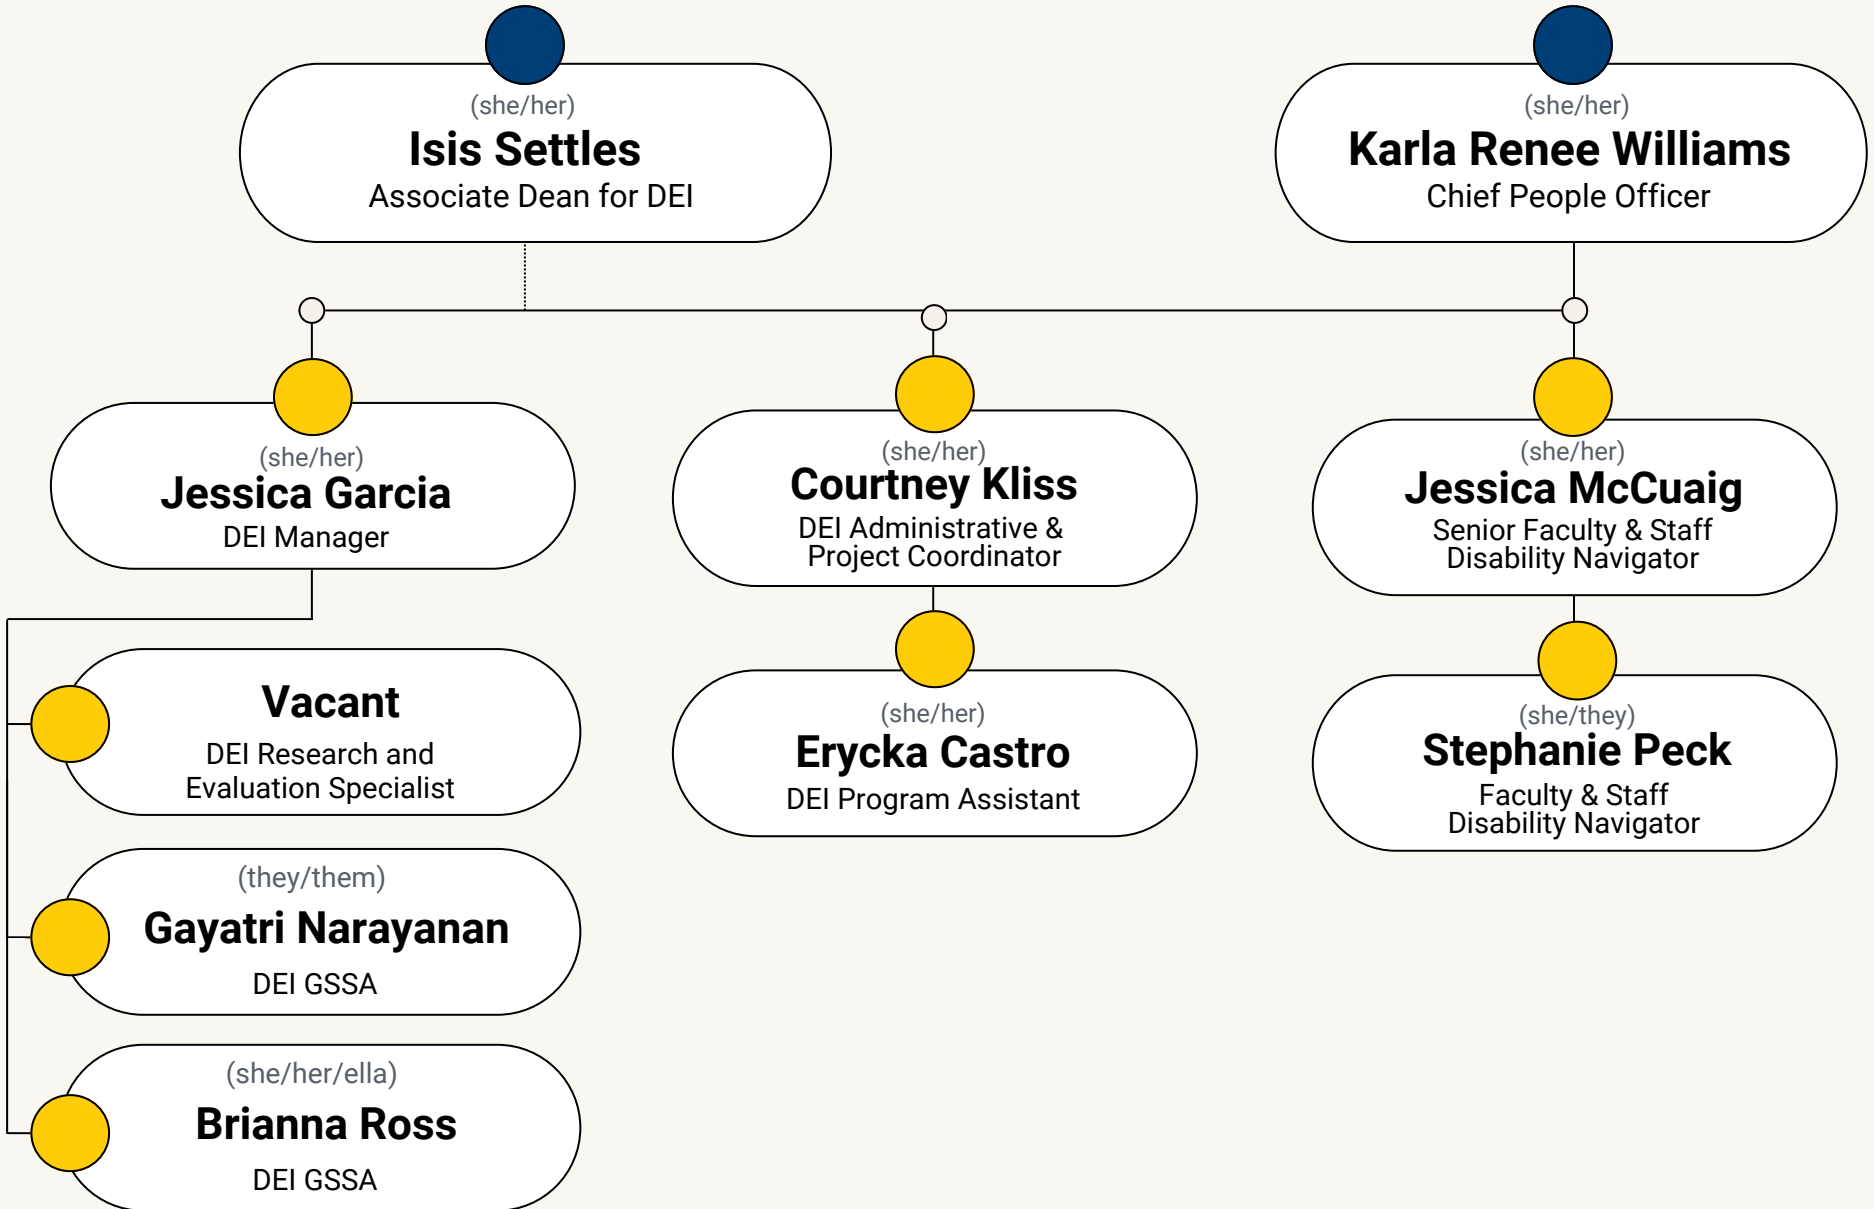 (she/her)
Isis Settles
Associate Dean for DEI
(she/her)
Karla Renee Williams
Chief People Officer
(she/her)
Jessica Garcia
DEI Manager
(she/her)
Courtney Kliss
DEI Administrative &
Project Coordinator
(she/her)
Jessica McCuaig
Senior Faculty & Staff
Disability Navigator
Vacant
DEI Research and
Evaluation Specialist
(she/her)
Erycka Castro
DEI Program Assistant
(she/they)
Stephanie Peck
Faculty & Staff
Disability Navigator
(they/them)
Gayatri Narayanan
DEI GSSA
(she/her/ella)
Brianna Ross
DEI GSSA